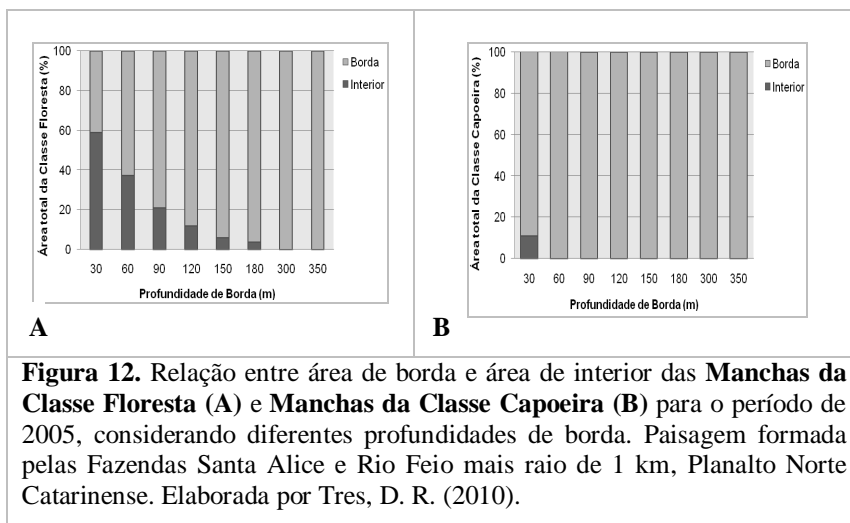 Área total da Classe Floresta (%)
100
80
60
40
20
0
30 60 90 120 150 180 300 350
Profundidade de Borda (m)
Borda
Interior
A
Área total da Classe Capoeira (%)
100
80
60
40
20
0
30 60 90 120 150 180 300 350
Profundidade de Borda (m)
Borda
Interior
B
Figura 12. Relação entre área de borda e área de interior das Manchas da
Classe Floresta (A) e Manchas da Classe Capoeira (B) para o período de
2005, considerando diferentes profundidades de borda. Paisagem formada
pelas Fazendas Santa Alice e Rio Feio mais raio de 1 km, Planalto Norte
Catarinense. Elaborada por Tres, D. R. (2010).